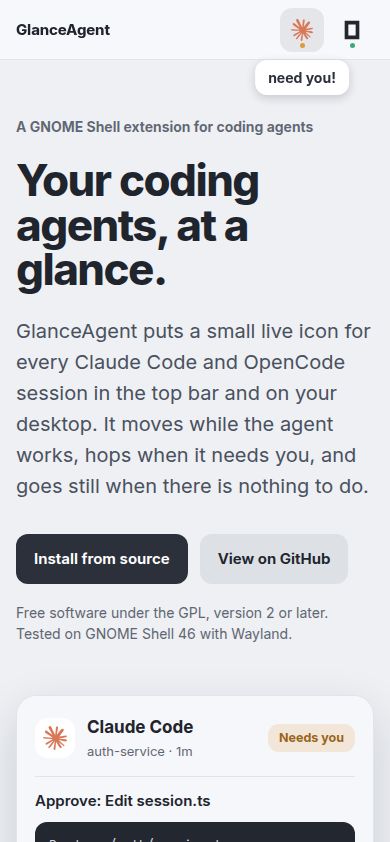 GlanceAgent
need you!
A GNOME Shell extension for coding agents
Your coding
agents, at a
glance.
GlanceAgent puts a small live icon for
every Claude Code and OpenCode
session in the top bar and on your
desktop. It moves while the agent
works, hops when it needs you, and
goes still when there is nothing to do.
Install from source
View on GitHub
Free software under the GPL, version 2 or later.
Tested on GNOME Shell 46 with Wayland.
Claude Code
auth-service · 1m
Needs you
Approve: Edit session.ts